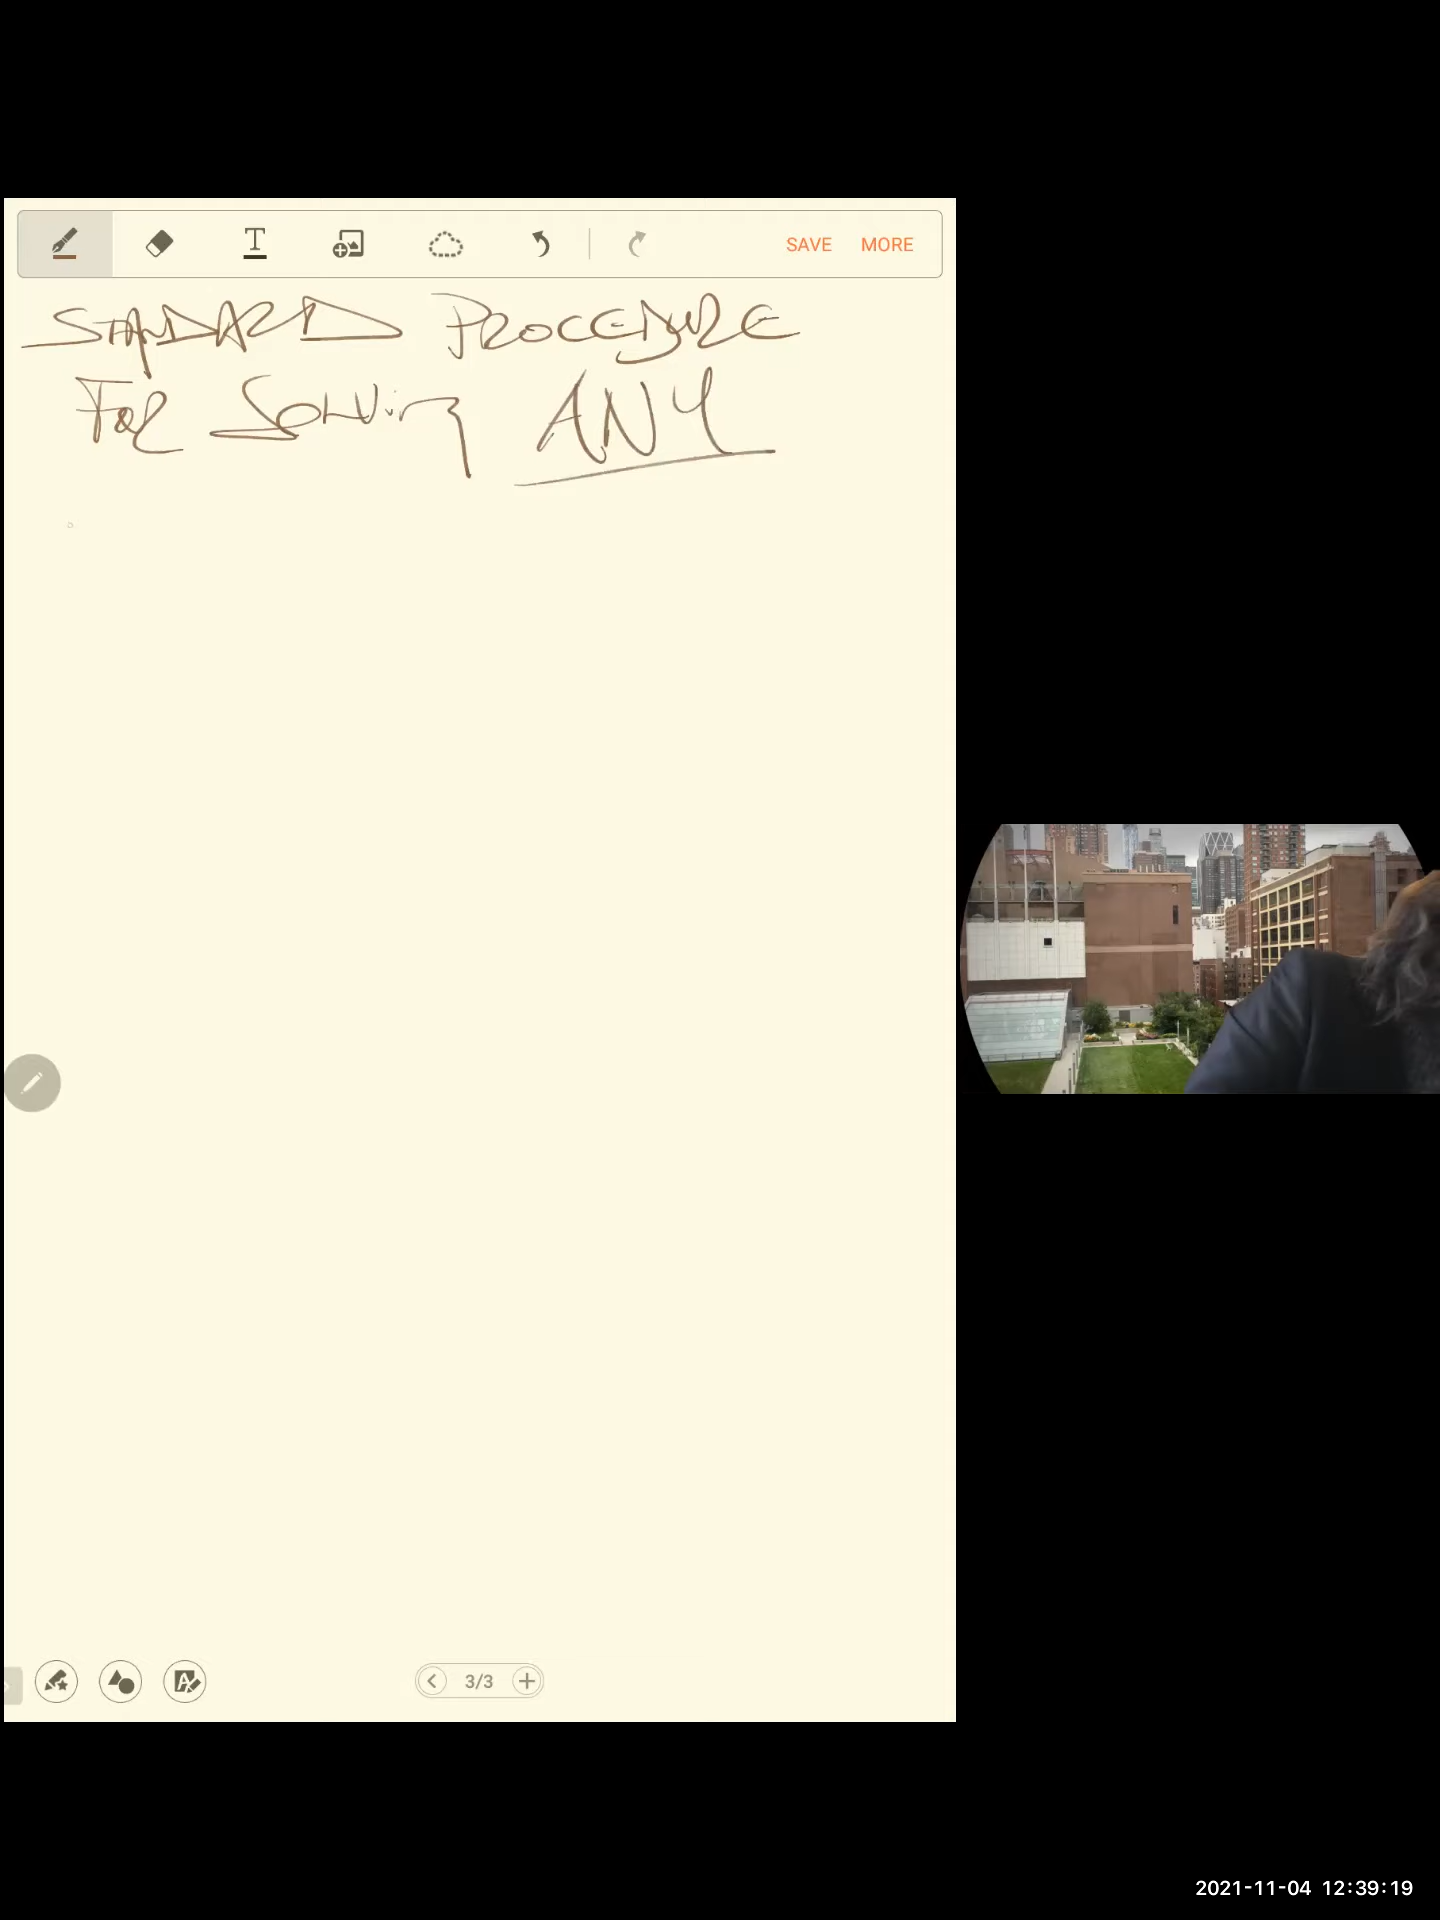 T SAVE MORE
STANDARD PROCEDURE
FOR Solving ANY
3/3
2021-11-04 12:39:19